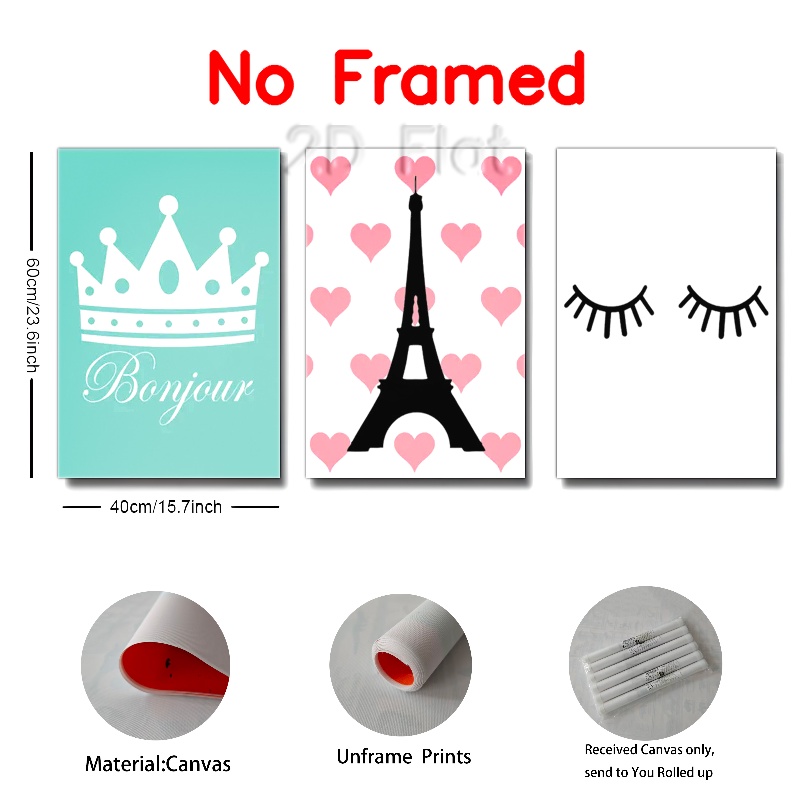 No Framed
2D Flat
60cm/23.6inch
Bonjour
40cm/15.7inch
Material:Canvas
Unframe Prints
Received Canvas only,
send to You Rolled up